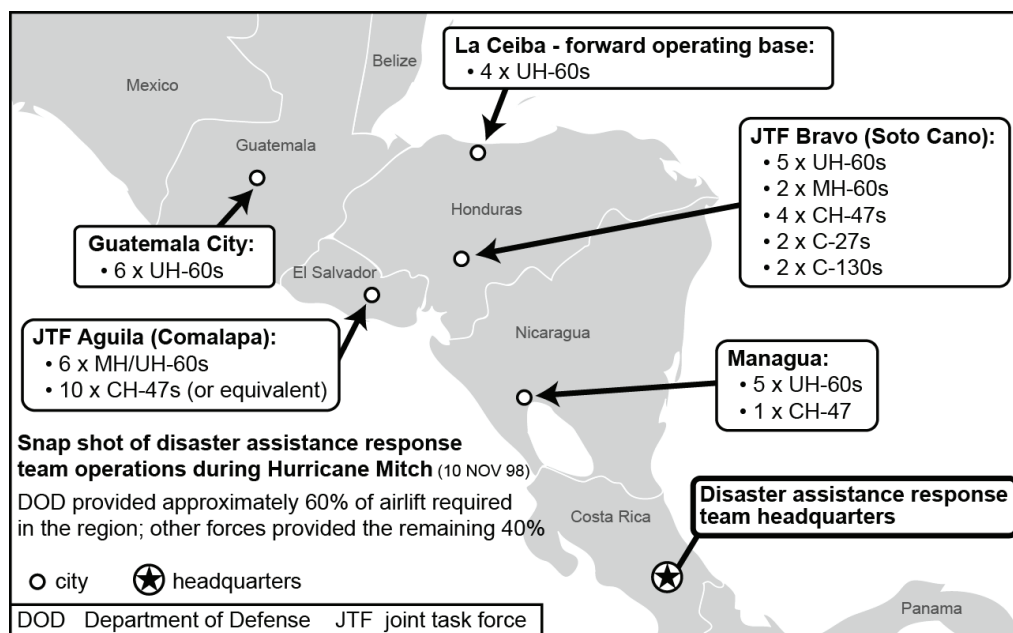 La Ceiba - forward operating base:
• 4 x UH-60s
Belize
Mexico
Guatemala
JTF Bravo (Soto Cano):
• 5 x UH-60s
• 2 x MH-60s
• 4 x CH-47s
• 2 x C-27s
• 2 x C-130s
Honduras
Guatemala City:
• 6 x UH-60s
El Salvador
JTF Aguila (Comalapa):
• 6 x MH/UH-60s
• 10 x CH-47s (or equivalent)
Nicaragua
Managua:
• 5 x UH-60s
• 1 x CH-47
Snap shot of disaster assistance response
team operations during Hurricane Mitch (10 NOV 98)
DOD provided approximately 60% of airlift required
in the region; other forces provided the remaining 40%
Costa Rica
Disaster assistance response
team headquarters
city
headquarters
Panama
DOD Department of Defense JTF joint task force